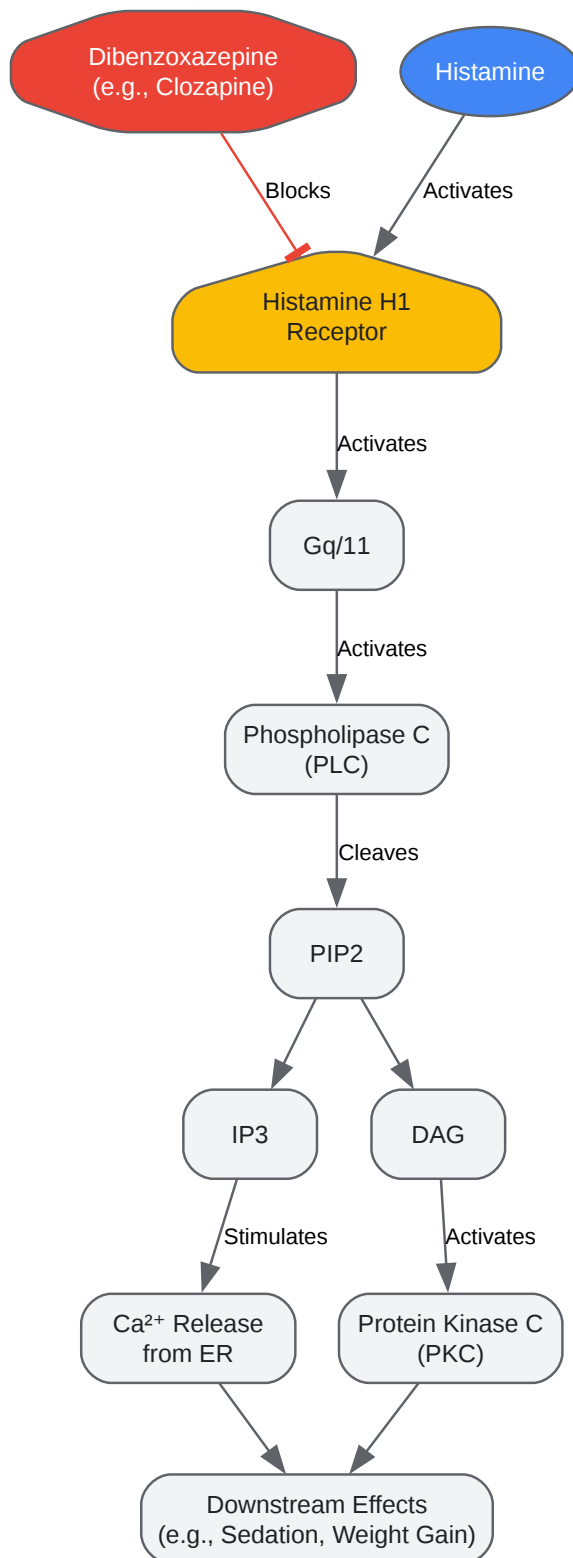 Dibenzoxazepine
(e.g., Clozapine)
Histamine
Blocks
Activates
Histamine H1
Receptor
Activates
Gq/11
Activates
Phospholipase C
(PLC)
Cleaves
PIP2
IP3
DAG
Stimulates
Activates
Ca²⁺ Release
from ER
Protein Kinase C
(PKC)
Downstream Effects
(e.g., Sedation, Weight Gain)